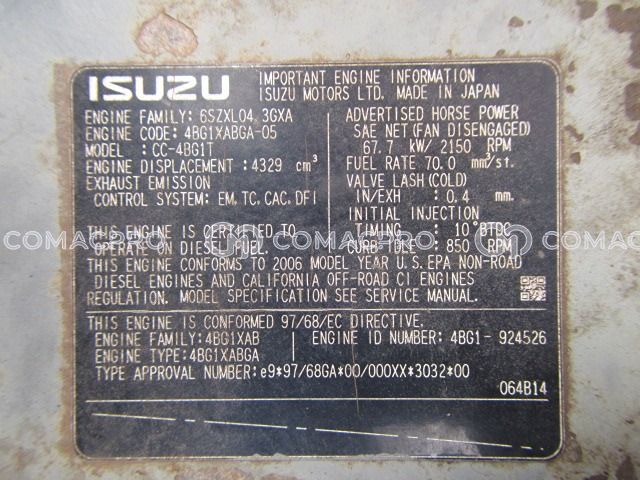 ISUZU
IMPORTANT ENGINE INFORMATION
ISUZU MOTORS LTD. MADE IN JAPAN
ENGINE FAMILY: 6SZXL04.3GXA
ENGINE CODE: 4BG1XABGA-05
MODEL : CC-4BG1T
ENGINE DISPLACEMENT: 4329 cm³
EXHAUST EMISSION
CONTROL SYSTEM: EM, TC, CAC, DFI
THIS ENGINE IS CERTIFIED TO
OPERATE ON DIESEL FUEL.
ADVERTISED HORSE POWER
SAE NET (FAN DISENGAGED)
67.7 kW/ 2150 RPM
FUEL RATE 70.0 mm³/st.
VALVE LASH (COLD)
IN/EXH : 0.4 mm.
INITIAL INJECTION
TIMING : 10°BTDC
CURB IDLE : 850 RPM
THIS ENGINE CONFORMS TO 2006 MODEL YEAR U.S. EPA NON-ROAD
DIESEL ENGINES AND CALIFORNIA OFF-ROAD CI ENGINES
REGULATION. MODEL SPECIFICATION SEE SERVICE MANUAL.
THIS ENGINE IS CONFORMED 97/68/EC DIRECTIVE.
ENGINE FAMILY: 4BG1XAB
ENGINE ID NUMBER: 4BG1- 924526
ENGINE TYPE: 4BG1XABGA
TYPE APPROVAL NUMBER: e9*97/68GA*00/000XX*3032*00
064B14
COMACPRO
COMACPRO
COMACPRO